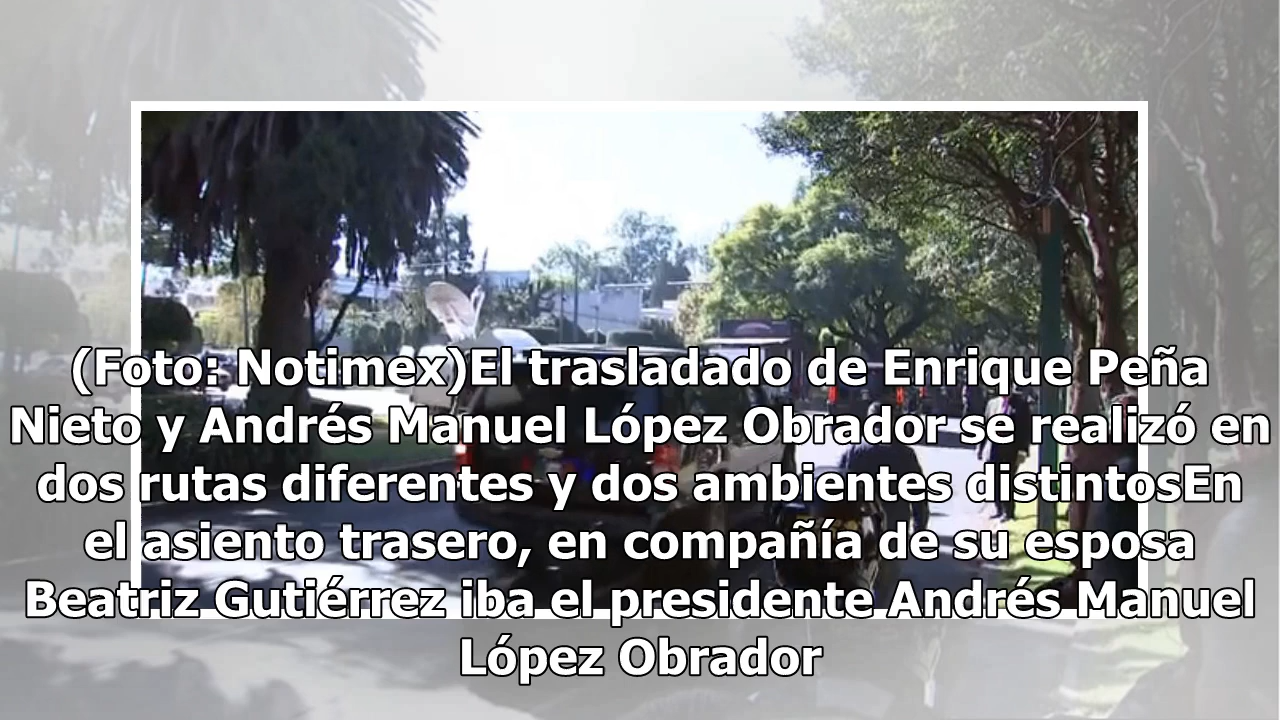 (Foto: Notimex)El trasladado de Enrique Peña
Nieto y Andrés Manuel López Obrador se realizó en
dos rutas diferentes y dos ambientes distintosEn
el asiento trasero, en compañía de su esposa
Beatriz Gutiérrez iba el presidente Andrés Manuel
López Obrador